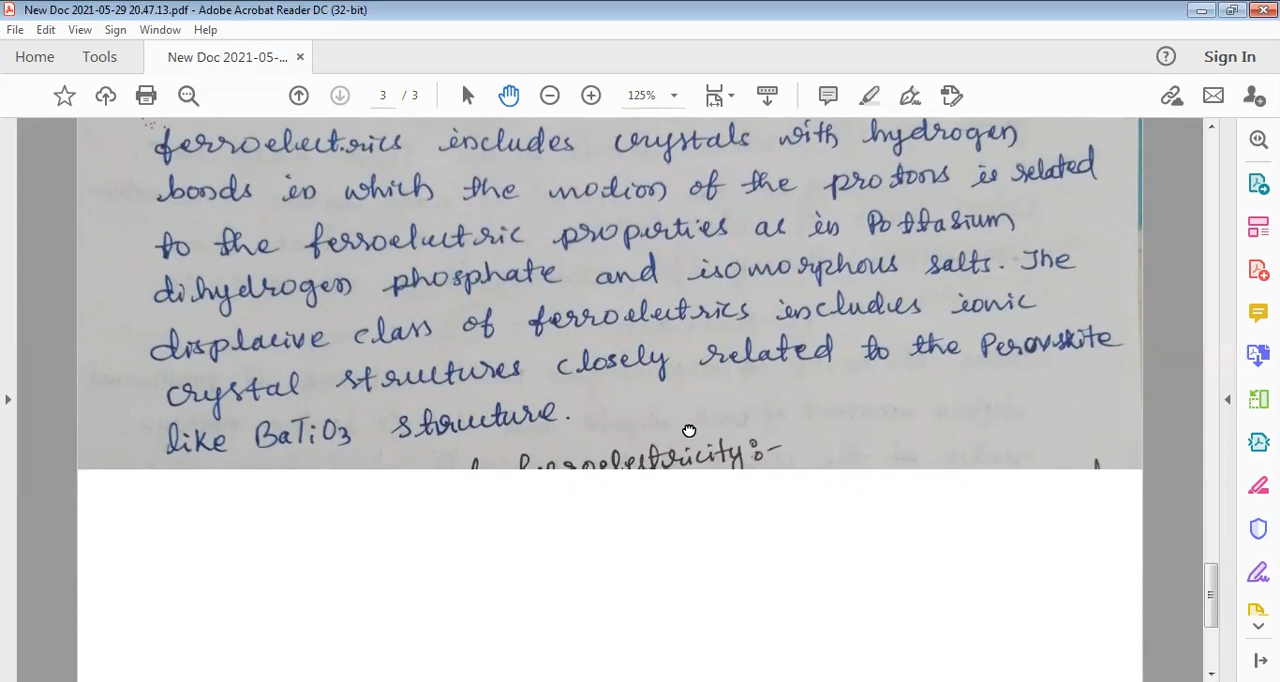 New Doc 2021-05-29 20.47.13.pdf - Adobe Acrobat Reader DC (32-bit)
File Edit View Sign Window Help
Home Tools New Doc 2021-05-... × Sign In
3 / 3 125%
ferroelectrics includes crystals with hydrogen
bonds in which the motion of the protons is related
to the ferroelectric properties as in Pottasium
dihydrogen phosphate and isomorphous salts. The
displacive class of ferroelectrics includes ionic
crystal structures closely related to the Perovskite
like BaTiO3 structure.